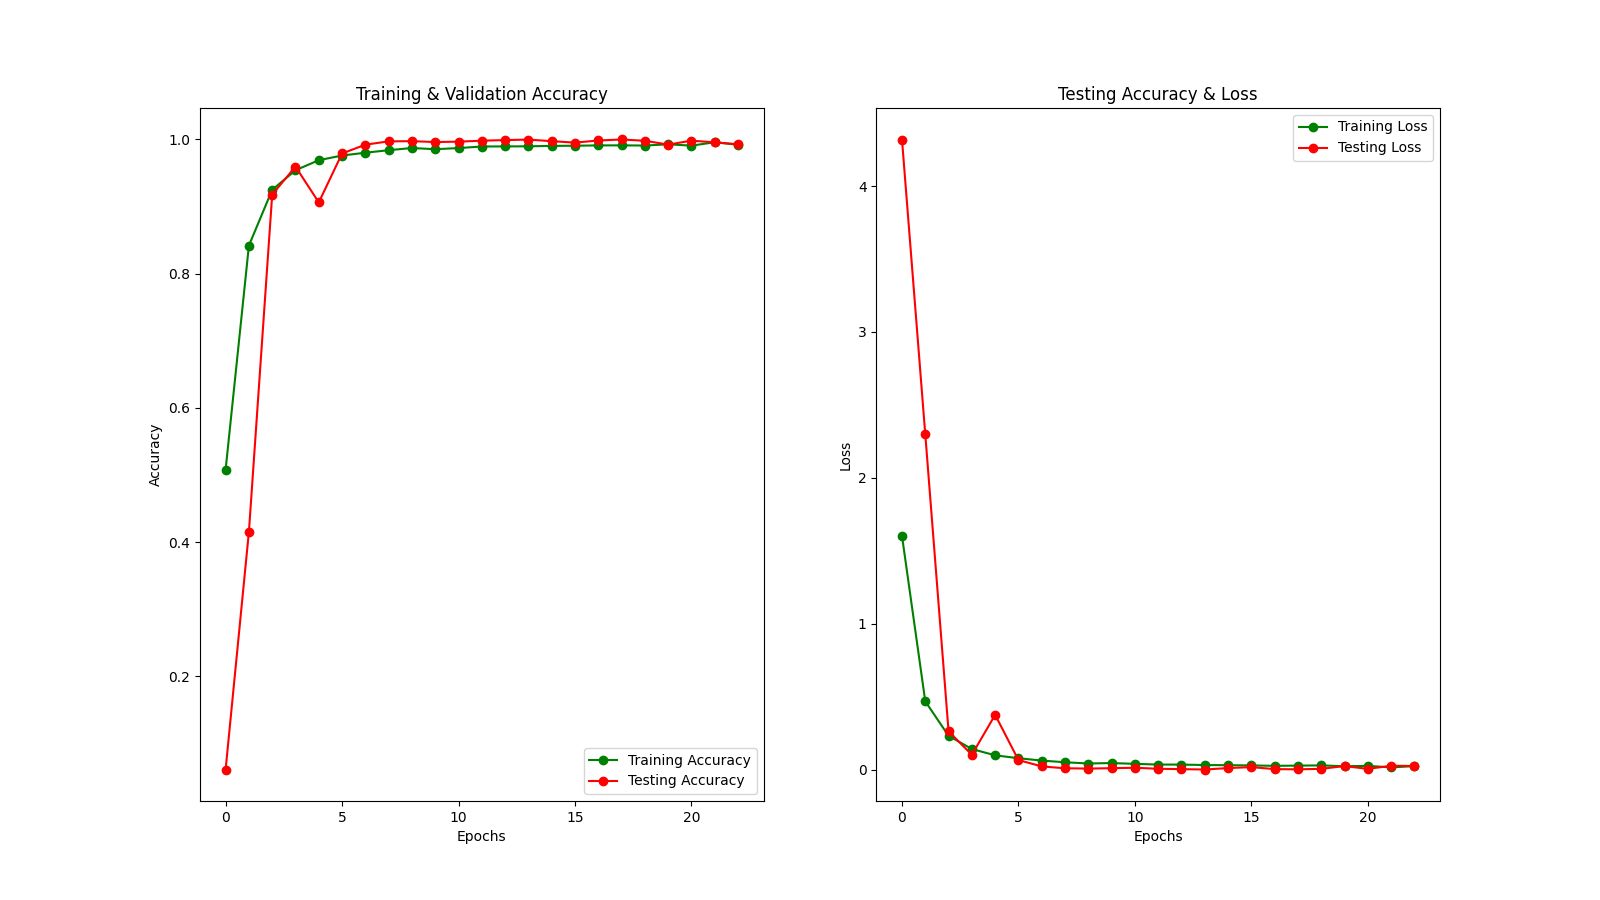 Training & Validation Accuracy
1.0
0.8
0.6
0.4
0.2
Accuracy
0 5 10 15 20
Epochs
Training Accuracy
Testing Accuracy
Testing Accuracy & Loss
4
3
2
1
0
Loss
0 5 10 15 20
Epochs
Training Loss
Testing Loss